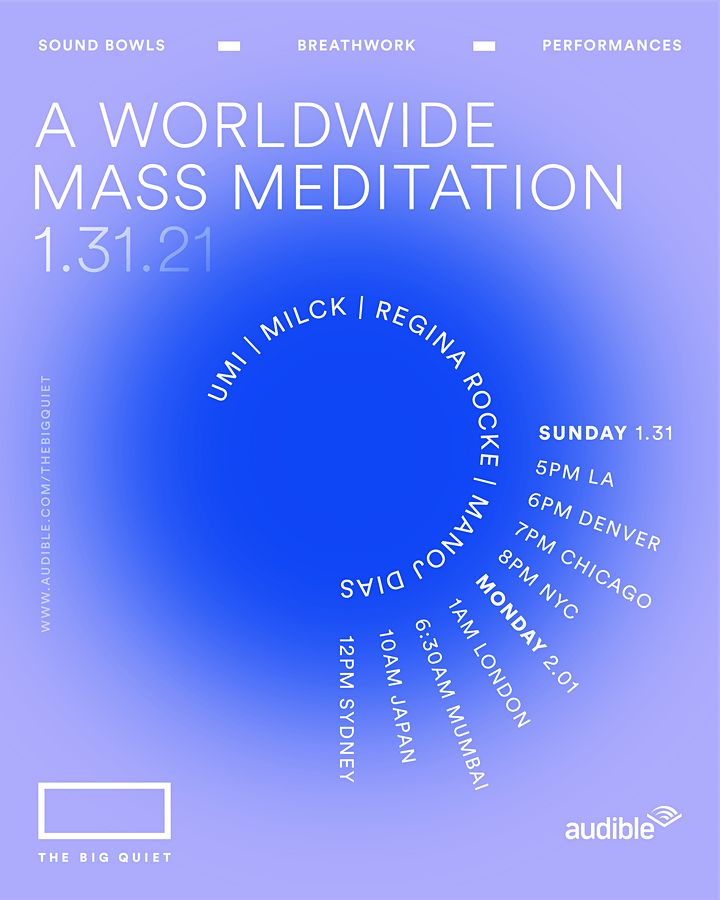 SOUND BOWLS
BREATHWORK
PERFORMANCES
A WORLDWIDE
MASS MEDITATION
1.31.21
UMI | MILCK | REGINA ROCKE | MANOJ DIAS
WWW.AUDIBLE.COM/THEBIGQUIET
SUNDAY 1.31
5PM LA
6PM DENVER
7PM CHICAGO
8PM NYC
MONDAY 2.01
1AM LONDON
6:30AM MUMBAI
10AM JAPAN
12PM SYDNEY
THE BIG QUIET
audible